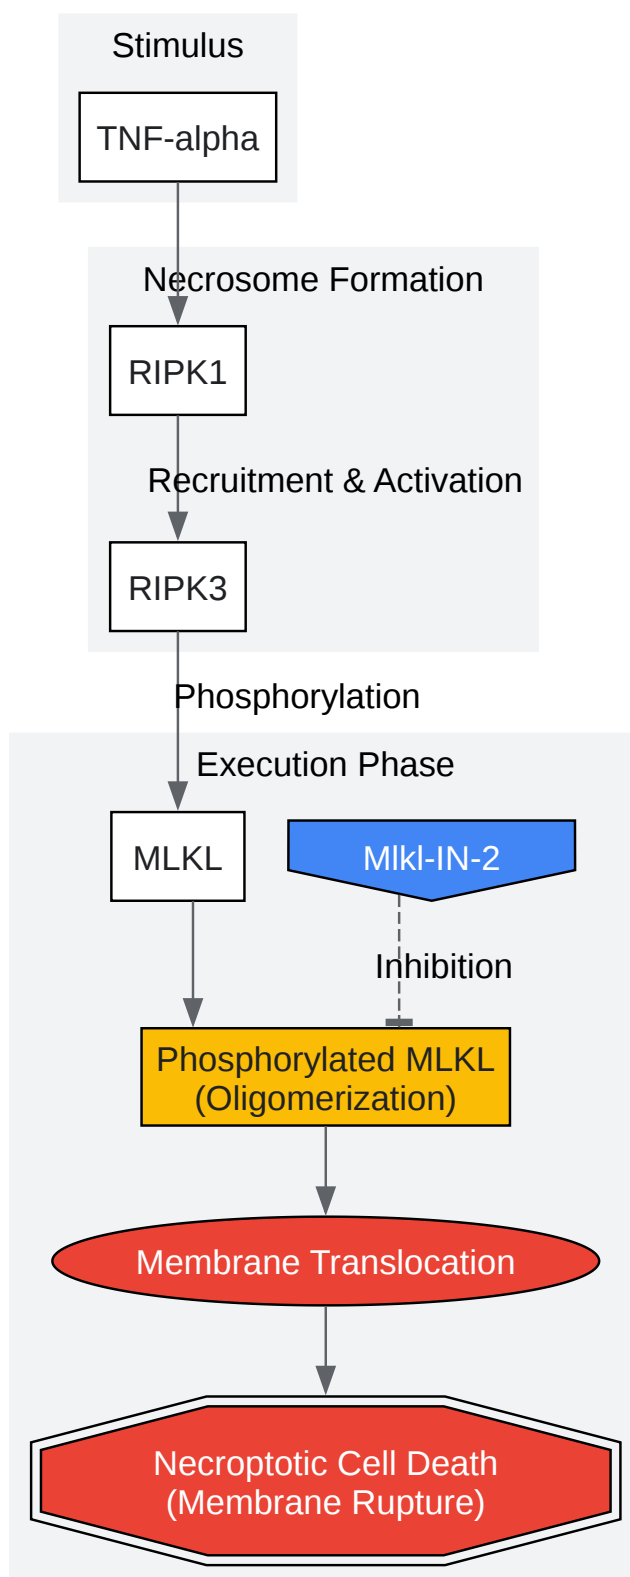 Stimulus
TNF-alpha
Necrosome Formation
RIPK1
Recruitment & Activation
RIPK3
Phosphorylation
Execution Phase
MLKL
Mlkl-IN-2
Inhibition
Phosphorylated MLKL
(Oligomerization)
Membrane Translocation
Necroptotic Cell Death
(Membrane Rupture)